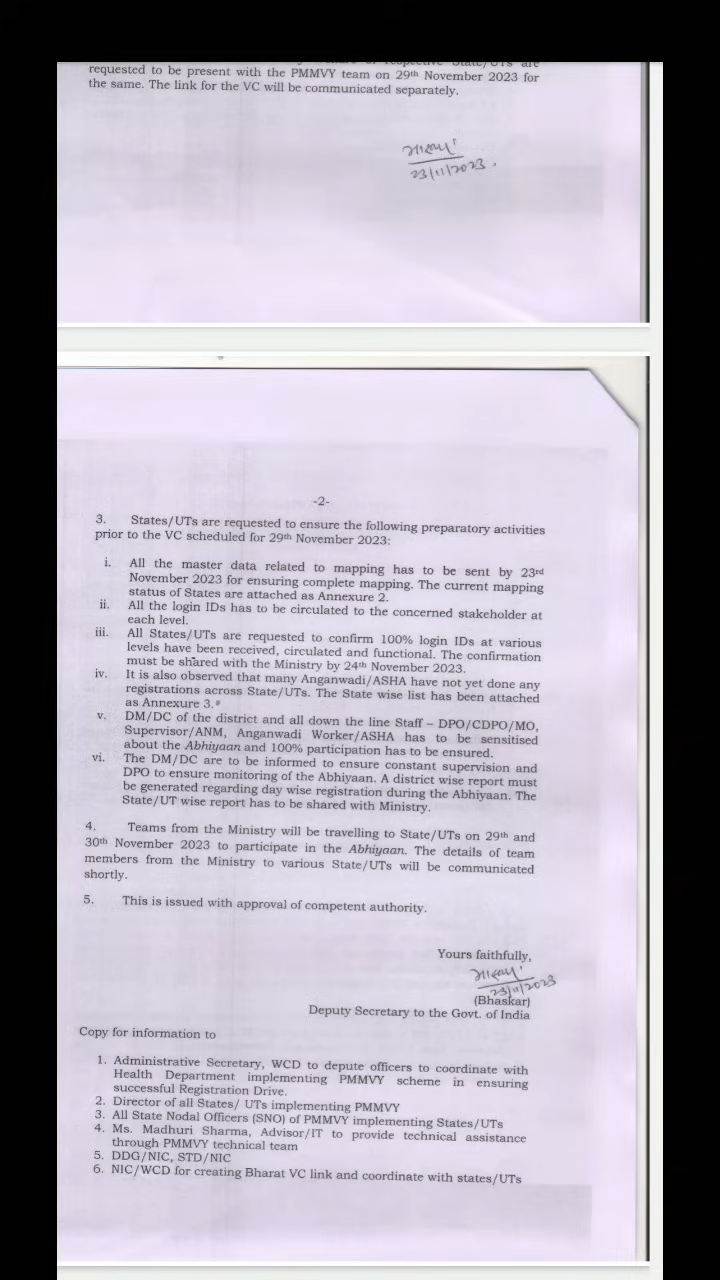 respective State/UTs are
requested to be present with the PMMVY team on 29th November 2023 for
the same. The link for the VC will be communicated separately.
भास्कर
23/11/2023.
-2-
3. States/UTs are requested to ensure the following preparatory activities
prior to the VC scheduled for 29th November 2023:
i. All the master data related to mapping has to be sent by 23rd
November 2023 for ensuring complete mapping. The current mapping
status of States are attached as Annexure 2.
ii. All the login IDs has to be circulated to the concerned stakeholder at
each level.
iii. All States/UTs are requested to confirm 100% login IDs at various
levels have been received, circulated and functional. The confirmation
must be shared with the Ministry by 24th November 2023.
iv. It is also observed that many Anganwadi/ASHA have not yet done any
registrations across State/UTs. The State wise list has been attached
as Annexure 3.
v. DM/DC of the district and all down the line Staff – DPO/CDPO/MO,
Supervisor/ANM, Anganwadi Worker/ASHA has to be sensitised
about the Abhiyaan and 100% participation has to be ensured.
vi. The DM/DC are to be informed to ensure constant supervision and
DPO to ensure monitoring of the Abhiyaan. A district wise report must
be generated regarding day wise registration during the Abhiyaan. The
State/UT wise report has to be shared with Ministry.
4. Teams from the Ministry will be travelling to State/UTs on 29th and
30th November 2023 to participate in the Abhiyaan. The details of team
members from the Ministry to various State/UTs will be communicated
shortly.
5. This is issued with approval of competent authority.
Yours faithfully,
भास्कर
23/11/2023
(Bhaskar)
Deputy Secretary to the Govt. of India
Copy for information to
1. Administrative Secretary, WCD to depute officers to coordinate with
Health Department implementing PMMVY scheme in ensuring
successful Registration Drive.
2. Director of all States/ UTs implementing PMMVY
3. All State Nodal Officers (SNO) of PMMVY implementing States/UTs
4. Ms. Madhuri Sharma, Advisor/IT to provide technical assistance
through PMMVY technical team
5. DDG/NIC, STD/NIC
6. NIC/WCD for creating Bharat VC link and coordinate with states/UTs